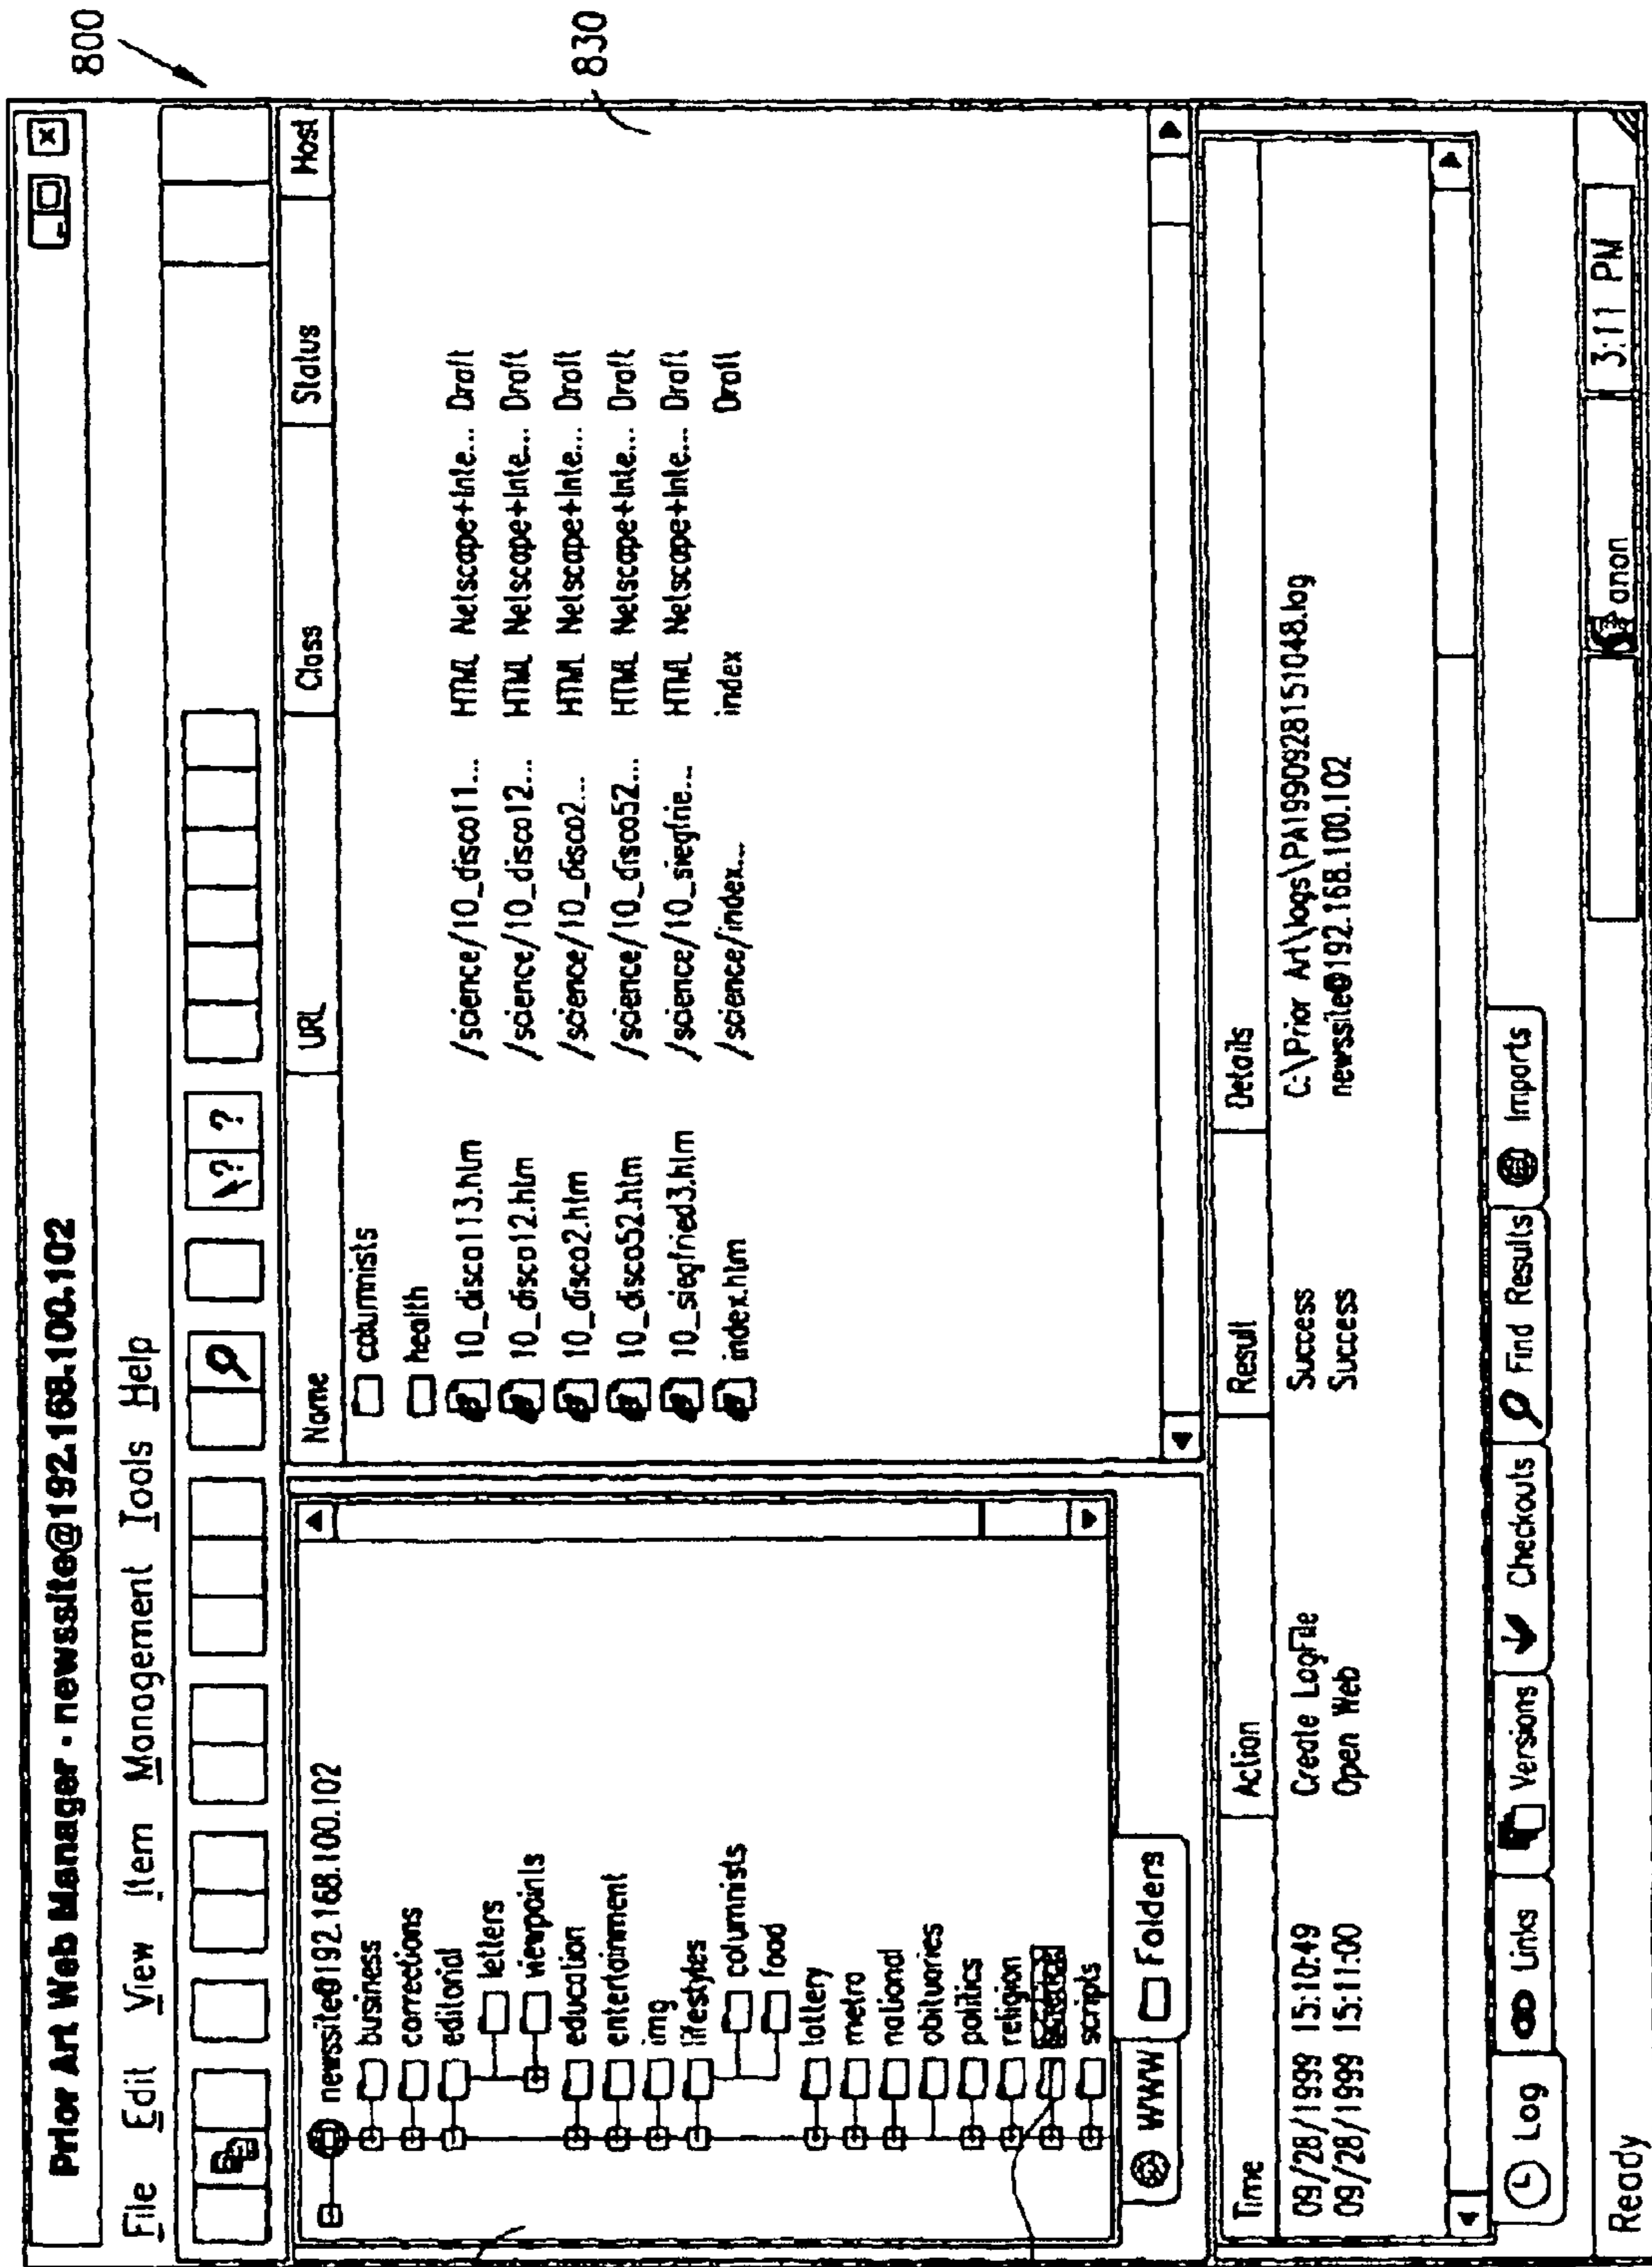 800
Prior Art Web Manager - newssite@192.168.100.102
File Edit View Item Management Tools Help
? ?
newssite@192.168.100.102
business
corrections
editorial
letters
viewpoints
education
entertainment
img
lifestyles
columnists
food
lottery
metro
national
obituaries
politics
religion
scripts
WWW Folders
Name URL Class Status Host
830
columnists
health
10_disco113.htm /science/10_disco11... HTML Netscape+Inte... Draft
10_disco12.htm /science/10_disco12... HTML Netscape+Inte... Draft
10_disco2.htm /science/10_disco2... HTML Netscape+Inte... Draft
10_disco52.htm /science/10_disco52... HTML Netscape+Inte... Draft
10_siegfried3.htm /science/10_siegfrie... HTML Netscape+Inte... Draft
index.htm /science/index... index Draft
Time Action Result Details
09/28/1999 15:10:49 Create LogFile Success C:\Prior Art\logs\PA1990928151048.log
09/28/1999 15:11:00 Open Web Success newssite@192.168.100.102
Log Links Versions Checkouts Find Results Imports
Ready anon 3:11 PM